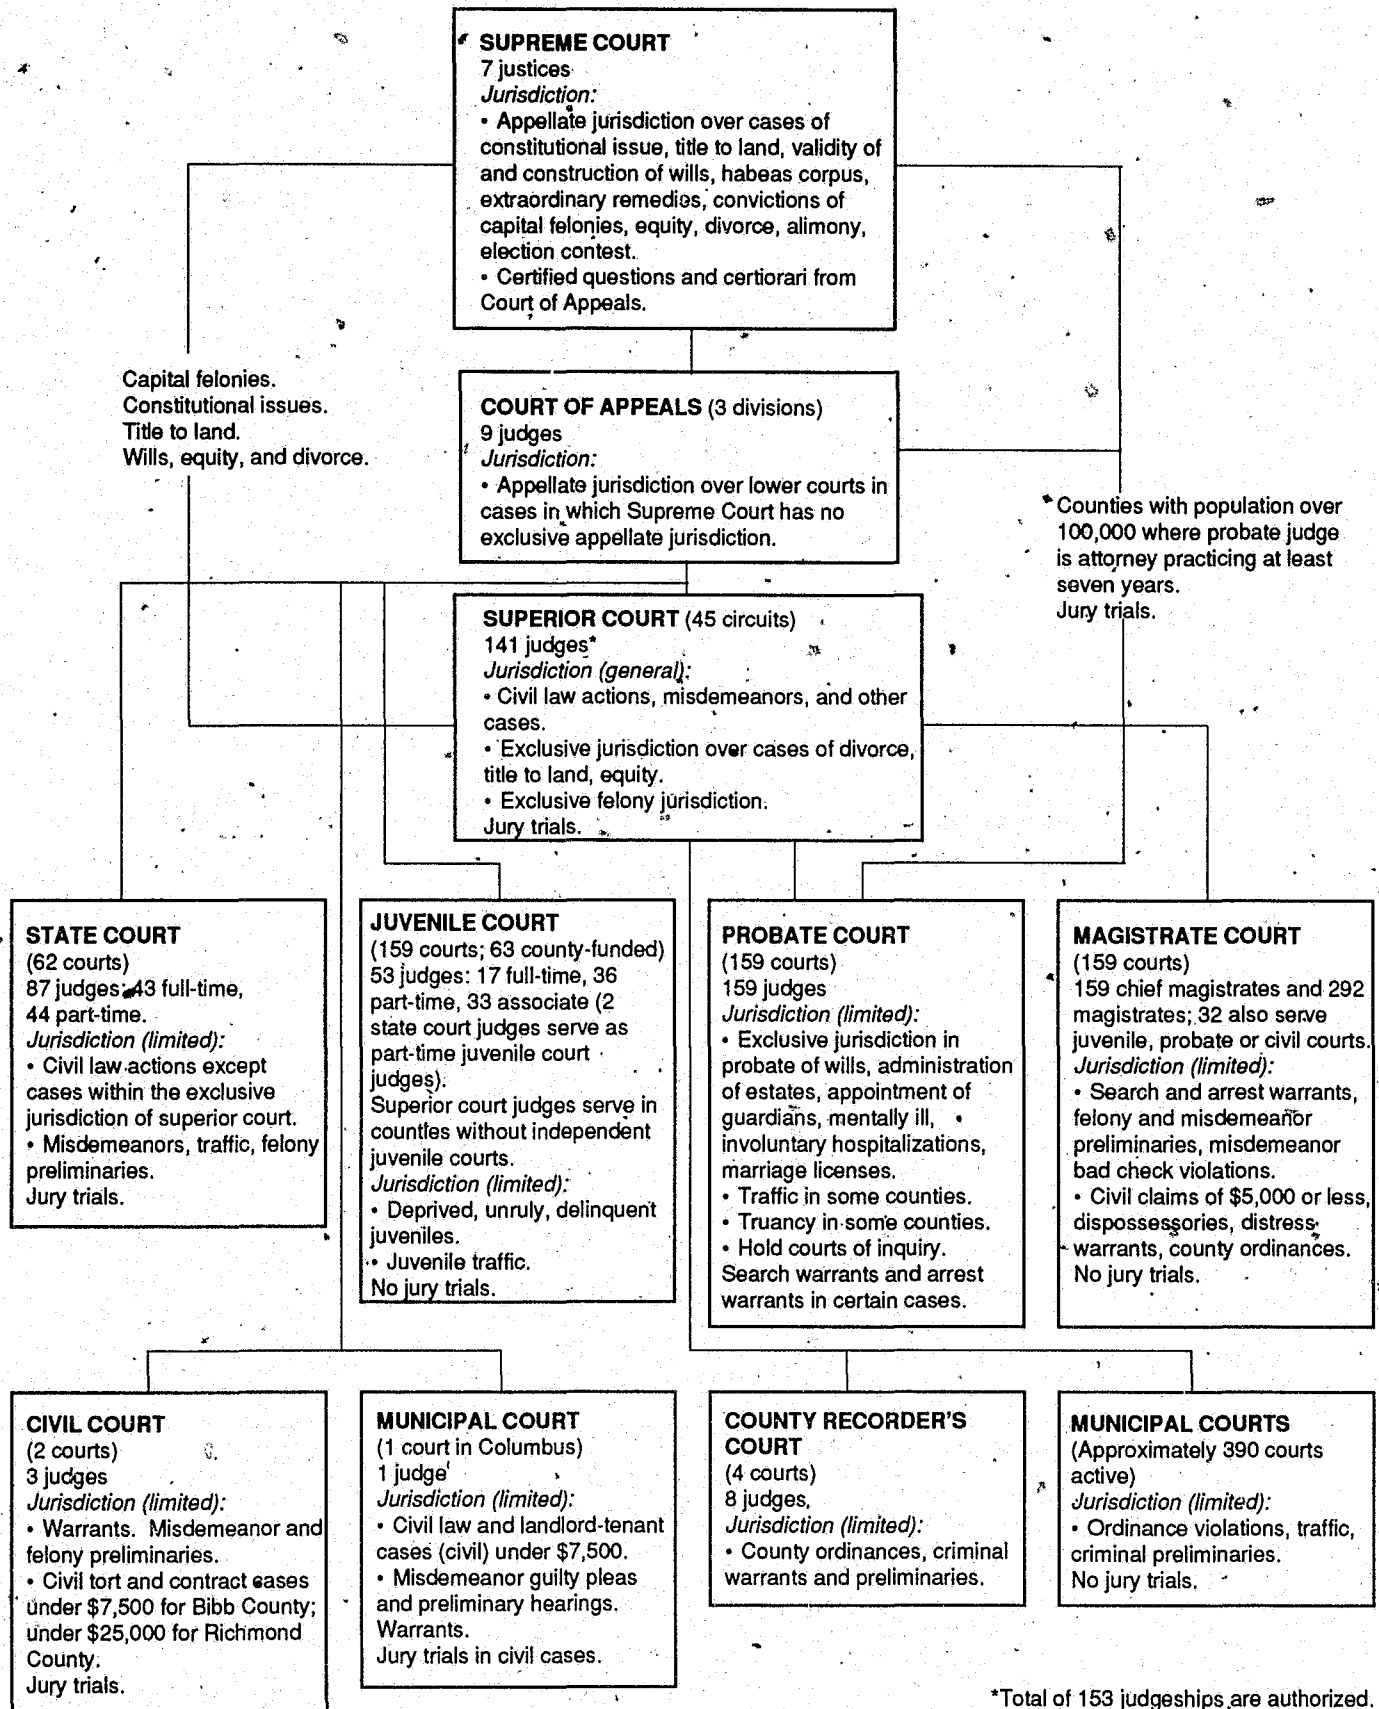 SUPREME COURT
7 justices
Jurisdiction:
• Appellate jurisdiction over cases of
constitutional issue, title to land, validity of
and construction of wills, habeas corpus,
extraordinary remedies, convictions of
capital felonies, equity, divorce, alimony,
election contest.
• Certified questions and certiorari from
Court of Appeals.
Capital felonies.
Constitutional issues.
Title to land.
Wills, equity, and divorce.
COURT OF APPEALS (3 divisions)
9 judges
Jurisdiction:
• Appellate jurisdiction over lower courts in
cases in which Supreme Court has no
exclusive appellate jurisdiction.
Counties with population over
100,000 where probate judge
is attorney practicing at least
seven years.
Jury trials.
SUPERIOR COURT (45 circuits)
141 judges*
Jurisdiction (general):
• Civil law actions, misdemeanors, and other
cases.
• Exclusive jurisdiction over cases of divorce,
title to land, equity.
• Exclusive felony jurisdiction.
Jury trials.
STATE COURT
(62 courts)
87 judges: 43 full-time,
44 part-time.
Jurisdiction (limited):
• Civil law actions except
cases within the exclusive
jurisdiction of superior court.
• Misdemeanors, traffic, felony
preliminaries.
Jury trials.
JUVENILE COURT
(159 courts; 63 county-funded)
53 judges: 17 full-time, 36
part-time, 33 associate (2
state court judges serve as
part-time juvenile court
judges).
Superior court judges serve in
counties without independent
juvenile courts.
Jurisdiction (limited):
• Deprived, unruly, delinquent
juveniles.
• Juvenile traffic.
No jury trials.
PROBATE COURT
(159 courts)
159 judges
Jurisdiction (limited):
• Exclusive jurisdiction in
probate of wills, administration
of estates, appointment of
guardians, mentally ill,
involuntary hospitalizations,
marriage licenses.
• Traffic in some counties.
• Truancy in some counties.
• Hold courts of inquiry.
Search warrants and arrest
warrants in certain cases.
MAGISTRATE COURT
(159 courts)
159 chief magistrates and 292
magistrates; 32 also serve
juvenile, probate or civil courts.
Jurisdiction (limited):
• Search and arrest warrants,
felony and misdemeanor
preliminaries, misdemeanor
bad check violations.
• Civil claims of $5,000 or less,
dispossessories, distress
warrants, county ordinances.
No jury trials.
CIVIL COURT
(2 courts)
3 judges
Jurisdiction (limited):
• Warrants. Misdemeanor and
felony preliminaries.
• Civil tort and contract cases
under $7,500 for Bibb County;
under $25,000 for Richmond
County.
Jury trials.
MUNICIPAL COURT
(1 court in Columbus)
1 judge
Jurisdiction (limited):
• Civil law and landlord-tenant
cases (civil) under $7,500.
• Misdemeanor guilty pleas
and preliminary hearings.
Warrants.
Jury trials in civil cases.
COUNTY RECORDER'S
COURT
(4 courts)
8 judges,
Jurisdiction (limited):
• County ordinances, criminal
warrants and preliminaries.
MUNICIPAL COURTS
(Approximately 390 courts
active)
Jurisdiction (limited):
• Ordinance violations, traffic,
criminal preliminaries.
No jury trials.
*Total of 153 judgeships are authorized.